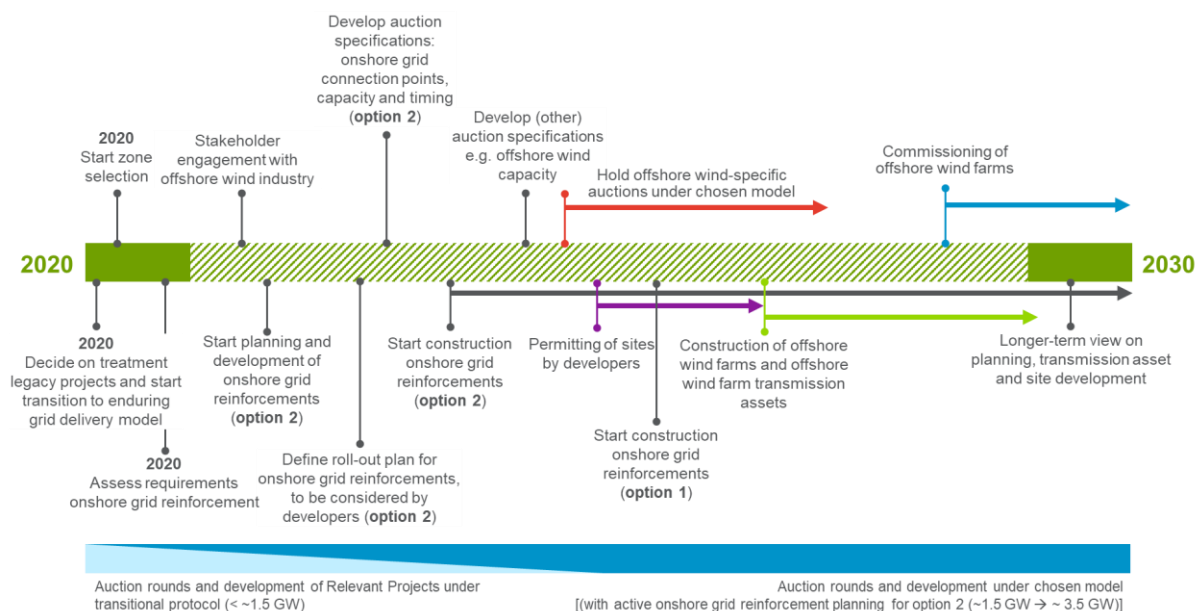 Develop auction
specifications:
onshore grid
connection points,
capacity and timing
(option 2)
2020
Start zone
selection
Stakeholder
engagement with
offshore wind industry
Develop (other)
auction specifications
e.g. offshore wind
capacity
Hold offshore wind-specific
auctions under chosen model
Commissioning of
offshore wind farms
2020
2030
2020
Decide on treatment
legacy projects and start
transition to enduring
grid delivery model
Start planning and
development of
onshore grid
reinforcements
(option 2)
Start construction
onshore grid
reinforcements
(option 2)
Permitting of sites
by developers
Construction of offshore
wind farms and offshore
wind farm transmission
assets
Longer-term view on
planning, transmission asset
and site development
2020
Assess requirements
onshore grid reinforcement
Define roll-out plan for
onshore grid reinforcements,
to be considered by
developers (option 2)
Start construction
onshore grid
reinforcements
(option 1)
Auction rounds and development of Relevant Projects under
transitional protocol (< ~1.5 GW)
Auction rounds and development under chosen model
[(with active onshore grid reinforcement planning for option 2 (~1.5 GW → ~ 3.5 GW)]